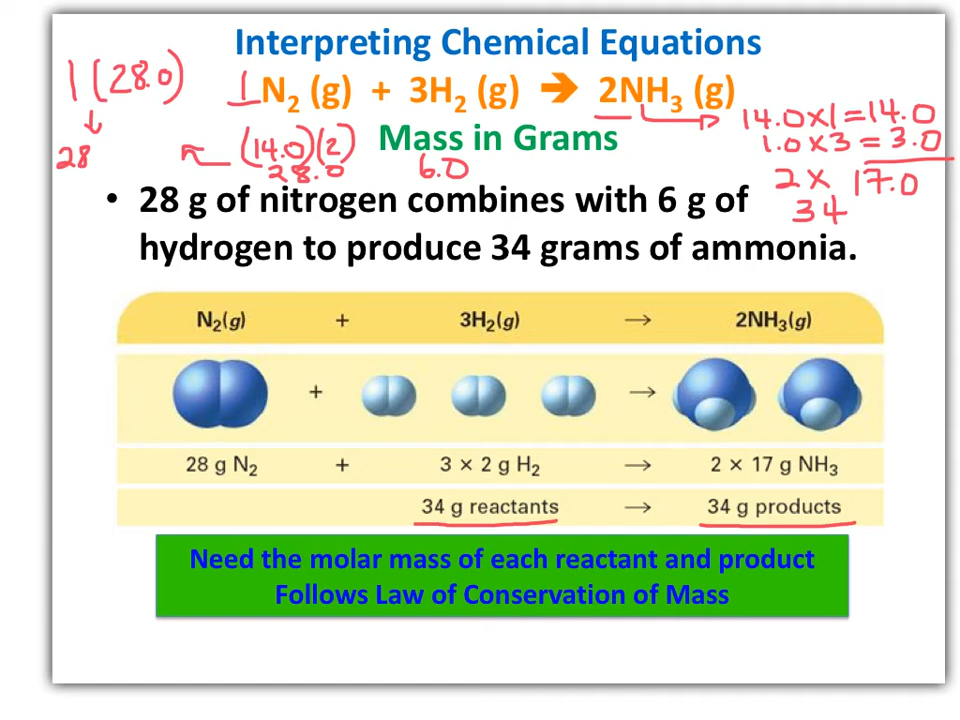 Interpreting Chemical Equations
1(28.0)
1 N₂ (g) + 3H₂ (g) ➔ 2NH₃ (g)
14.0×1=14.0
1.0×3=3.0
28
(14.0)(2)
28.0
Mass in Grams
6.0
2× 17.0
34
• 28 g of nitrogen combines with 6 g of
hydrogen to produce 34 grams of ammonia.
N₂(g) + 3H₂(g) → 2NH₃(g)
+ →
28 g N₂ + 3 × 2 g H₂ → 2 × 17 g NH₃
34 g reactants → 34 g products
Need the molar mass of each reactant and product
Follows Law of Conservation of Mass